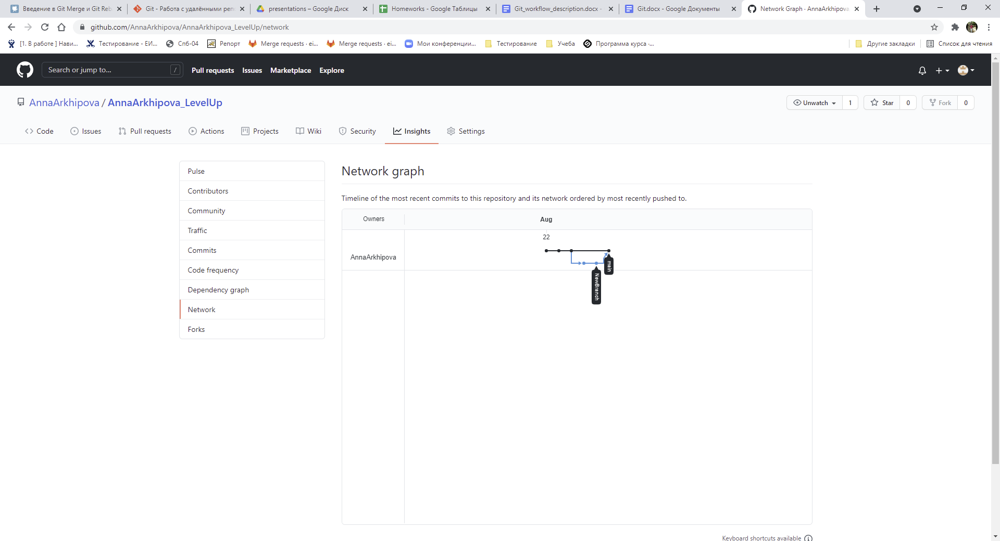 Введение в Git Merge и Git Reb
Git - Работа с удалёнными реп
presentations – Google Диск
Homeworks - Google Таблицы
Git_workflow_description.docx -
Git.docx - Google Документы
Network Graph · AnnaArkhipova
github.com/AnnaArkhipova/AnnaArkhipova_LevelUp/network
[1. В работе ] Нави...
Тестирование - ЕИ...
Спб-04
Репорт
Merge requests · ei...
Merge requests · ei...
Мои конференции...
Тестирование
Учеба
Программа курса ·...
Другие закладки
Список для чтения
Search or jump to...
/
Pull requests
Issues
Marketplace
Explore
AnnaArkhipova / AnnaArkhipova_LevelUp
Unwatch 1
Star 0
Fork 0
Code
Issues
Pull requests
Actions
Projects
Wiki
Security
Insights
Settings
Pulse
Contributors
Community
Traffic
Commits
Code frequency
Dependency graph
Network
Forks
Network graph
Timeline of the most recent commits to this repository and its network ordered by most recently pushed to.
Owners
Aug
22
AnnaArkhipova
main
NewBranch
Keyboard shortcuts available